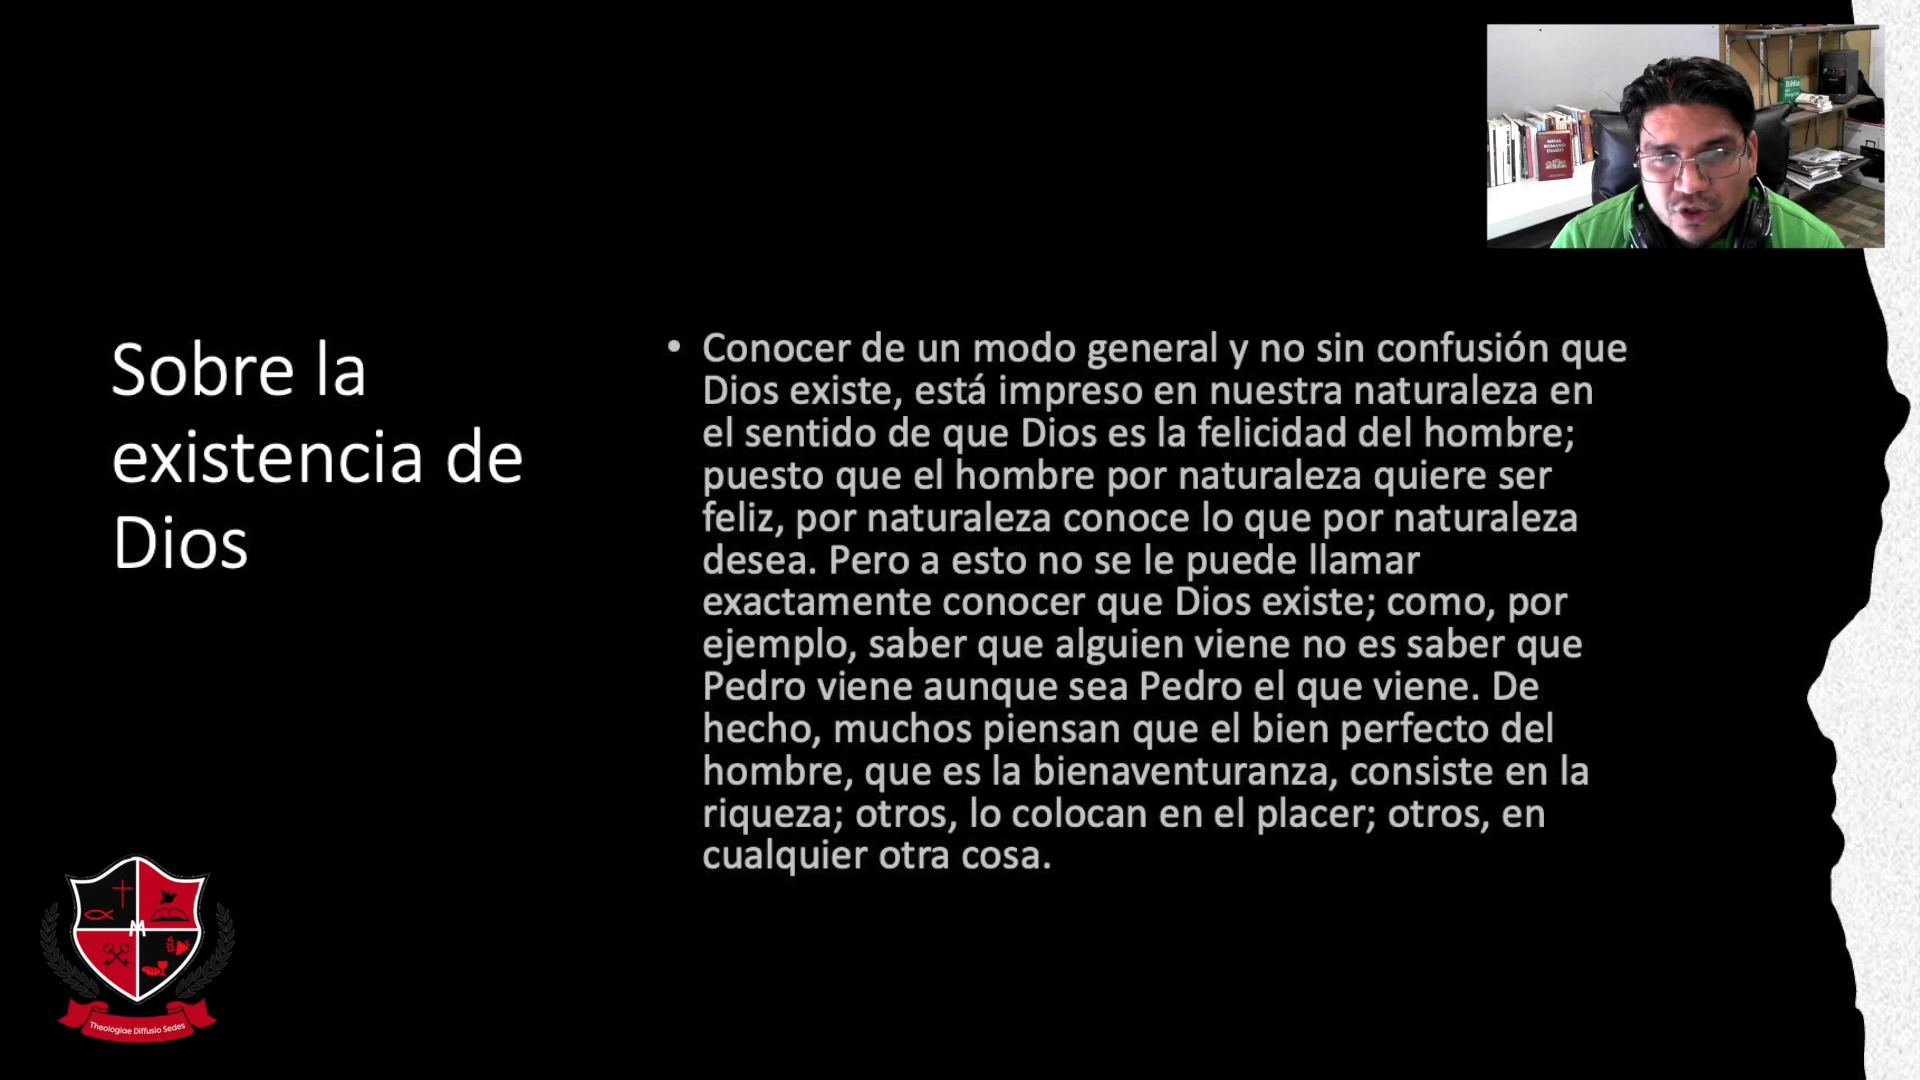 Sobre la
existencia de
Dios
• Conocer de un modo general y no sin confusión que
Dios existe, está impreso en nuestra naturaleza en
el sentido de que Dios es la felicidad del hombre;
puesto que el hombre por naturaleza quiere ser
feliz, por naturaleza conoce lo que por naturaleza
desea. Pero a esto no se le puede llamar
exactamente conocer que Dios existe; como, por
ejemplo, saber que alguien viene no es saber que
Pedro viene aunque sea Pedro el que viene. De
hecho, muchos piensan que el bien perfecto del
hombre, que es la bienaventuranza, consiste en la
riqueza; otros, lo colocan en el placer; otros, en
cualquier otra cosa.
MISAL
ROMANO
DIARIO
Biblia
Theologiae Diffusio Sedes